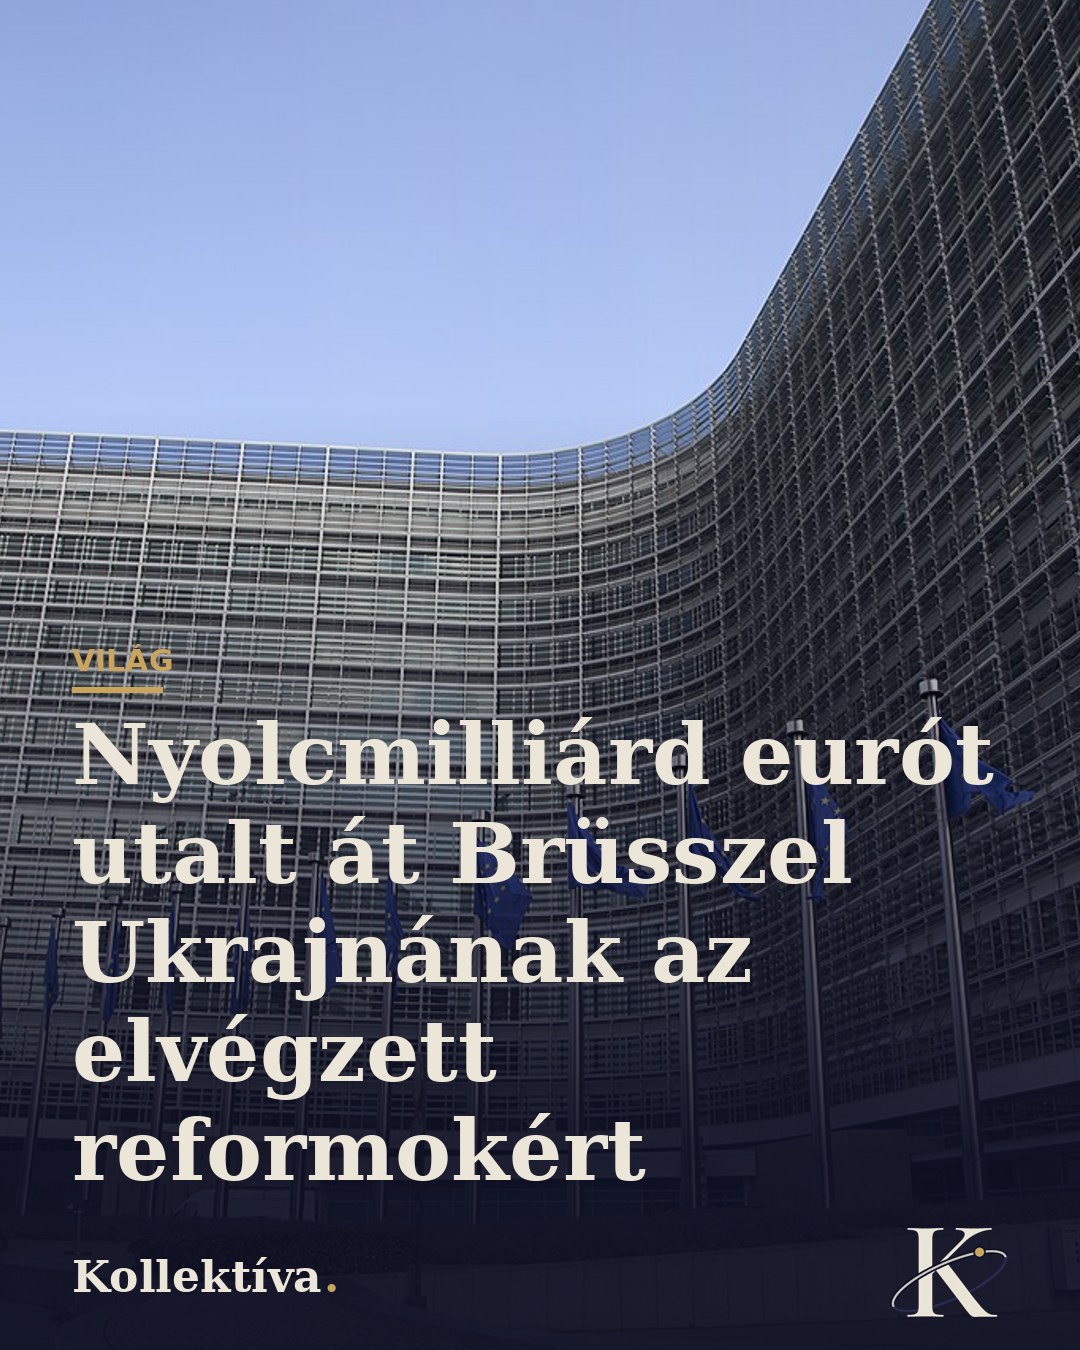 VILÁG
Nyolcmilliárd eurót
utalt át Brüsszel
Ukrajnának az
elvégzett
reformokért
Kollektíva.
K